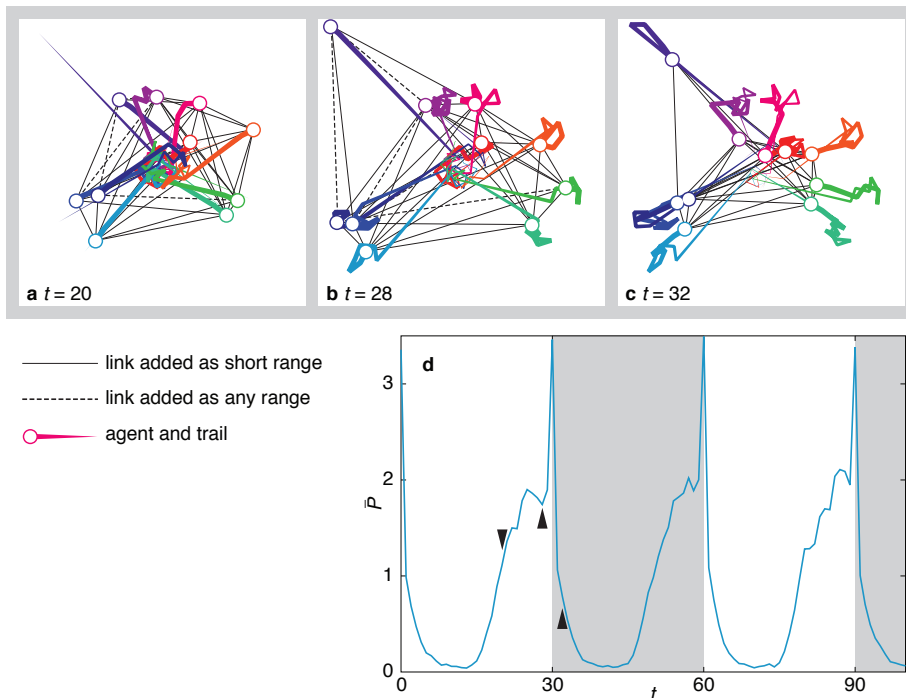 a t = 20
b t = 28
c t = 32
link added as short range
link added as any range
agent and trail
d
3
2
P̄
1
0
0 30 60 90
t